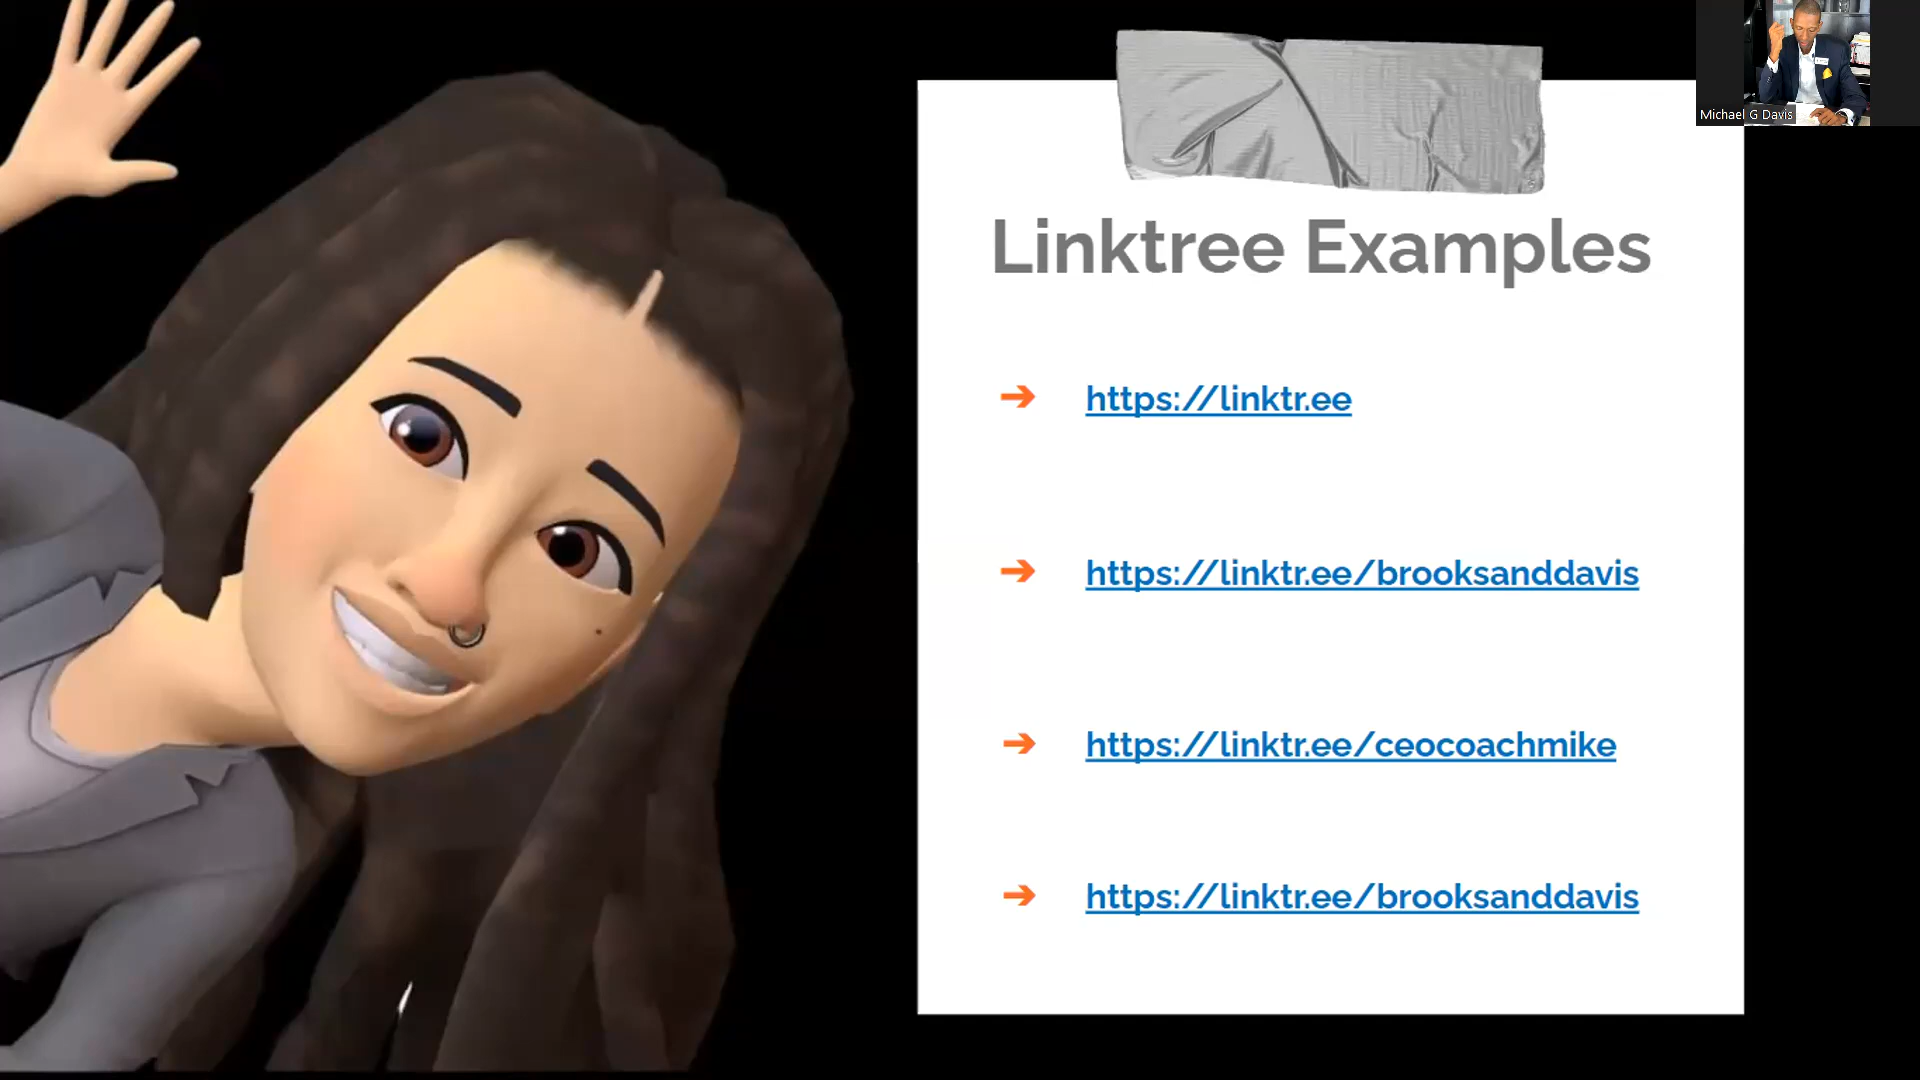 Michael G Davis
Linktree Examples
➔ https://linktr.ee
➔ https://linktr.ee/brooksanddavis
➔ https://linktr.ee/ceocoachmike
➔ https://linktr.ee/brooksanddavis